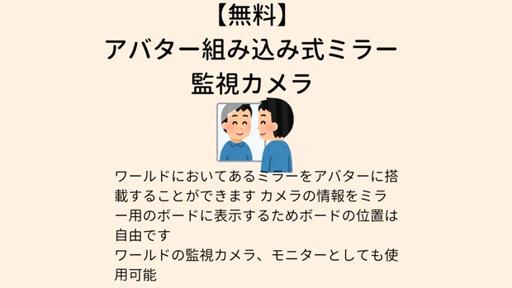 【無料】
アバター組み込み式ミラー
監視カメラ
ワールドにおいてあるミラーをアバターに搭
載することができます カメラの情報をミラ
ー用のボードに表示するためボードの位置は
自由です
ワールドの監視カメラ、モニターとしても使
用可能